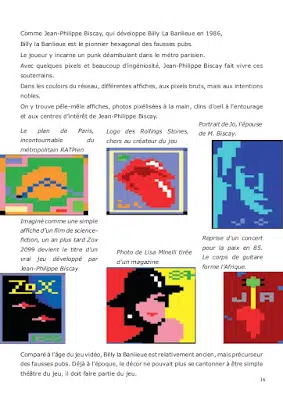 Comme Jean-Philippe Biscay, qui développe Billy La Banlieue en 1986,
Billy la Banlieue est le pionnier hexagonal des fausses pubs.
Le joueur y incarne un punk déambulant dans le métro parisien.
Avec quelques pixels et beaucoup d'ingéniosité, Jean-Philippe Biscay fait vivre ces
souterrains.
Dans les couloirs du réseau, différentes affiches, aux pixels bruts, mais aux intentions
nobles.
On y trouve pêle-mêle affiches, photos pixélisées à la main, clins d'oeil à l'entourage
et aux centres d'intérêt de Jean-Philippe Biscay.
Le plan de Paris,
incontournable du
métropolitain RATPien
Logo des Rollings Stones,
chers au créateur du jeu
Portrait de Jo, l'épouse
de M. Biscay.
Imaginé comme une simple
affiche d'un film de science-
fiction, un an plus tard Zox
2099 devient le titre d'un
vrai jeu développé par
Jean-Philippe Biscay
Photo de Lisa Minelli tirée
d'un magazine
Reprise d'un concert
pour la paix en 85.
Le corps de guitare
forme l'Afrique.
ZOX
JA
Comparé à l'âge du jeu vidéo, Billy la Banlieue est relativement ancien, mais précurseur
des fausses pubs. Déjà à l'époque, le décor ne pouvait plus se cantonner à être simple
théâtre du jeu, il doit faire partie du jeu.